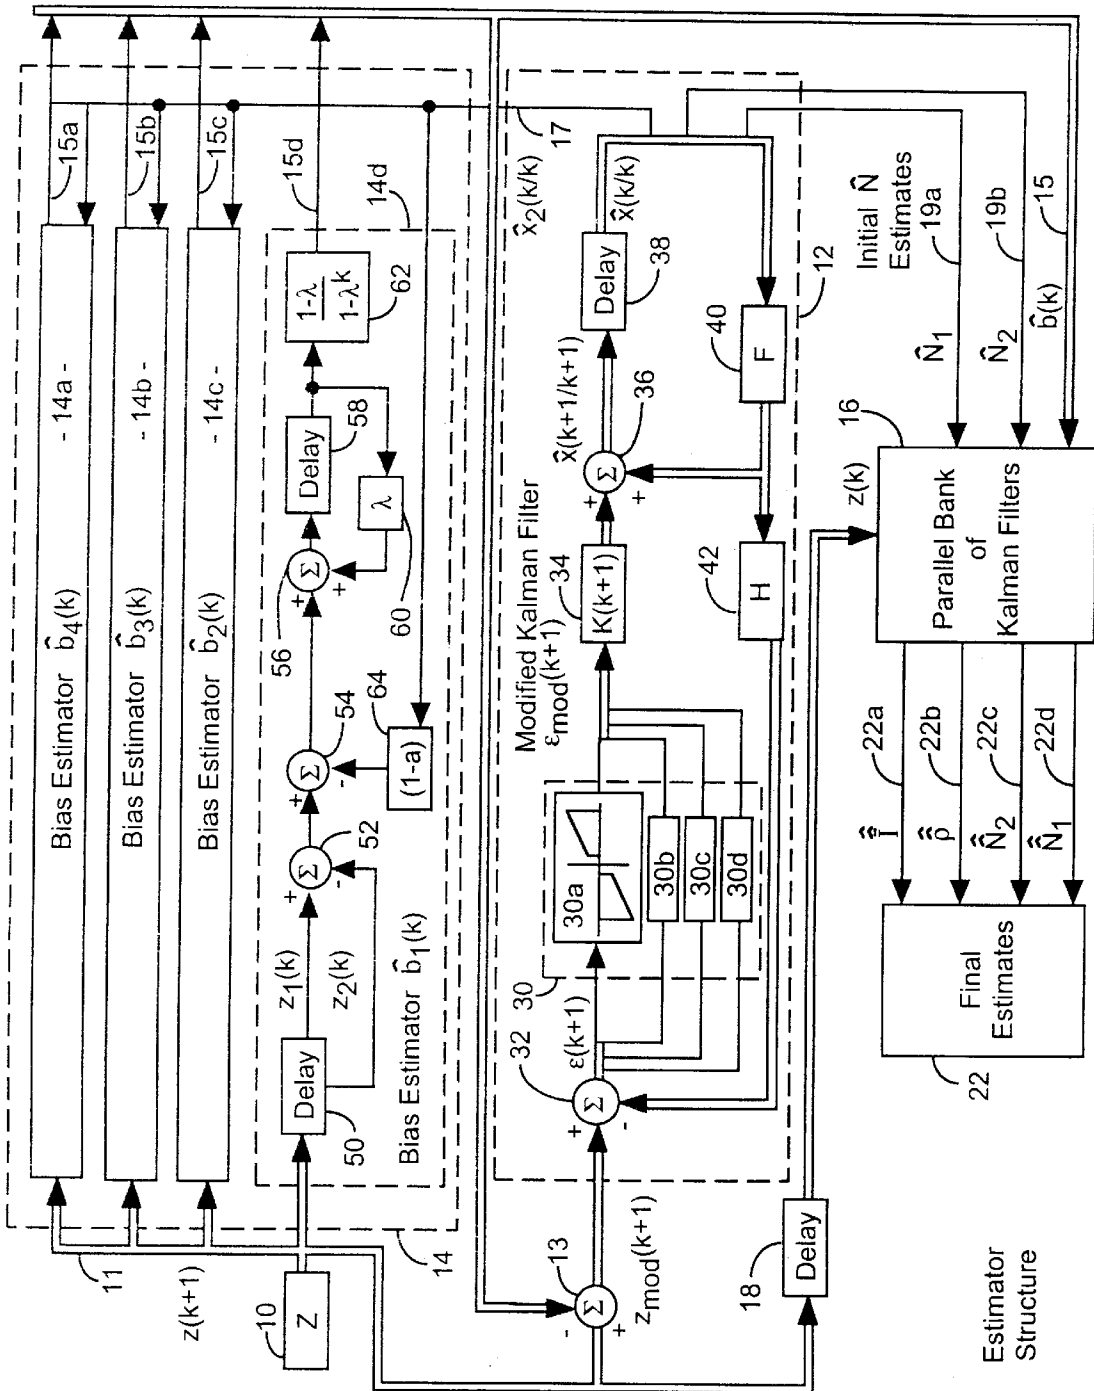 Bias Estimator b̂4(k) - 14a -
Bias Estimator b̂3(k) - 14b -
Bias Estimator b̂2(k) - 14c -
15a
15b
15c
15d
11
z(k+1)
10
Z
14
Delay
50
z1(k)
z2(k)
Σ
+
-
52
Σ
+
-
54
(1-a)
64
Σ
+
+
56
Delay
58
λ
60
1-λ
1-λk
62
14d
Bias Estimator b̂1(k)
17
x̂2(k/k)
13
Σ
-
+
zmod(k+1)
Modified Kalman Filter
32
Σ
+
-
ε(k+1)
30
30a
30b
30c
30d
εmod(k+1)
K(k+1)
34
Σ
+
+
36
x̂(k+1/k+1)
Delay
38
x̂(k/k)
F
40
H
42
12
18
Delay
z(k)
16
Parallel Bank
of
Kalman Filters
Initial N̂
Estimates
N̂1
19a
N̂2
19b
b̂(k)
15
22a
22b
22c
22d
ρ̂̂
N̂̂2
N̂̂1
Final
Estimates
22
Estimator
Structure